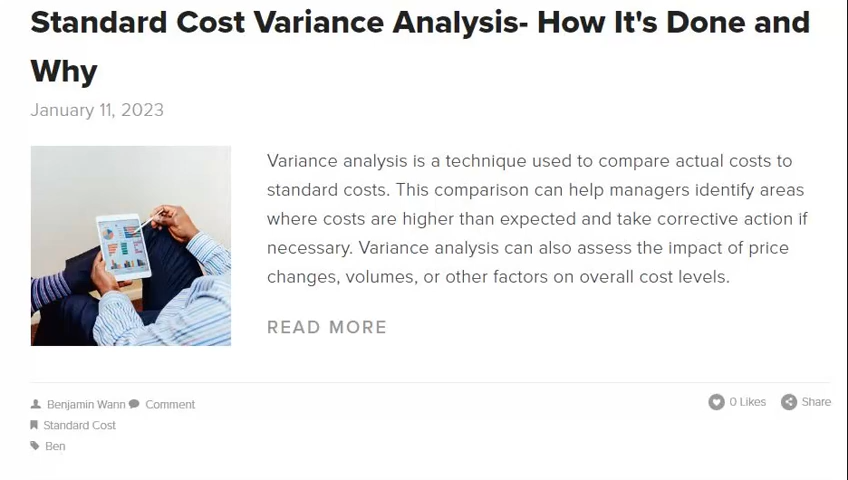 Standard Cost Variance Analysis- How It's Done and
Why
January 11, 2023
Variance analysis is a technique used to compare actual costs to
standard costs. This comparison can help managers identify areas
where costs are higher than expected and take corrective action if
necessary. Variance analysis can also assess the impact of price
changes, volumes, or other factors on overall cost levels.
READ MORE
Benjamin Wann Comment
0 Likes Share
Standard Cost
Ben